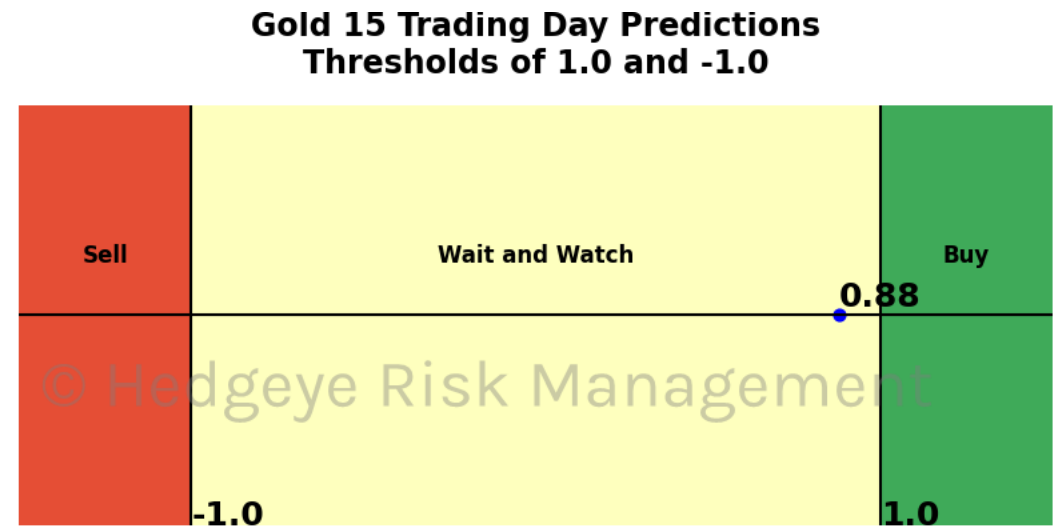 Gold 15 Trading Day Predictions
Thresholds of 1.0 and -1.0
Sell
Wait and Watch
Buy
0.88
© Hedgeye Risk Management
-1.0
1.0